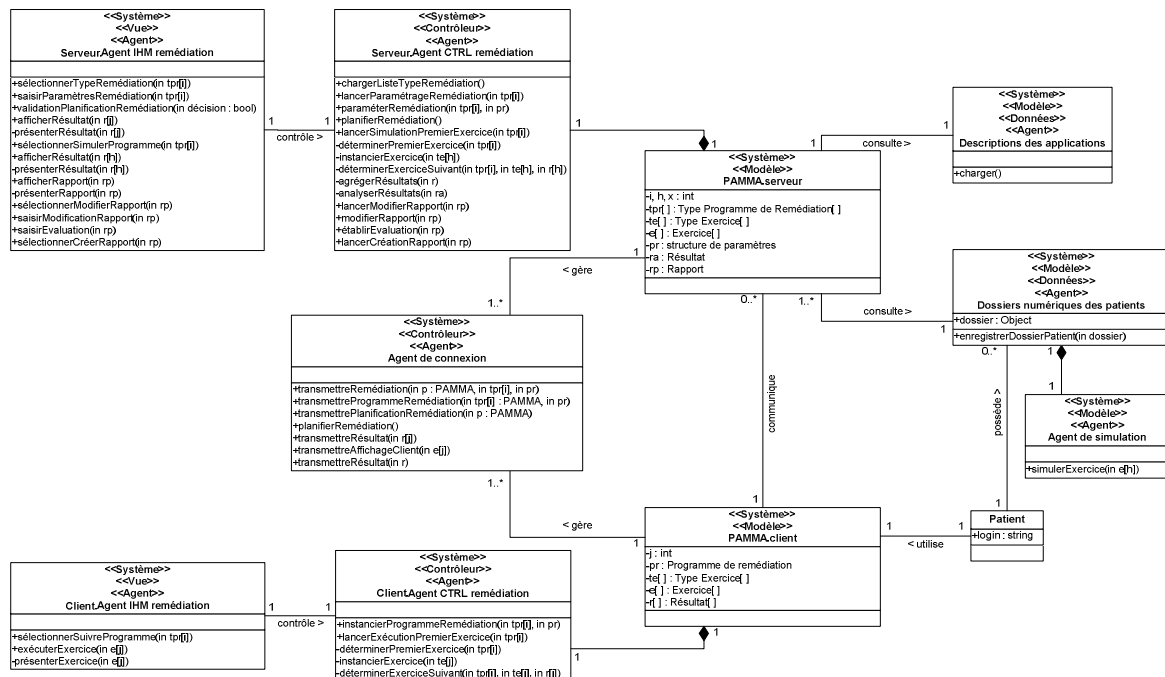 <<Système>>
<<Vue>>
<<Agent>>
Serveur.Agent IHM remédiation
+sélectionnerTypeRemédiation(in tpr[i])
+saisirParamètresRemédiation(in tpr[i])
+validationPlanificationRemédiation(in décision : bool)
+afficherRésultat(in r[j])
-présenterRésultat(in r[j])
+sélectionnerSimulerProgramme(in tpr[i])
+afficherRésultat(in r[h])
-présenterRésultat(in r[h])
+afficherRapport(in rp)
-présenterRapport(in rp)
+sélectionnerModifierRapport(in rp)
+saisirModificationRapport(in rp)
+saisirEvaluation(in rp)
+sélectionnerCréerRapport(in rp)
1
contrôle >
1
<<Système>>
<<Contrôleur>>
<<Agent>>
Serveur.Agent CTRL remédiation
+chargerListeTypeRemédiation()
+lancerParamétrageRemédiation(in tpr[i])
+paraméterRemédiation(in tpr[i], in pr)
+planifierRemédiation()
+lancerSimulationPremierExercice(in tpr[i])
-déterminerPremierExercice(in tpr[i])
-instancierExercice(in te[h])
-déterminerExerciceSuivant(in tpr[i], in te[h], in r[h])
-agrégerRésultats(in r)
-analyserRésultats(in ra)
+lancerModifierRapport(in rp)
+modifierRapport(in rp)
+établirEvaluation(in rp)
+lancerCréationRapport(in rp)
1
1
<<Système>>
<<Modèle>>
PAMMA.serveur
-i, h, x : int
-tpr[ ] : Type Programme de Remédiation[ ]
-te[ ] : Type Exercice[ ]
-e[ ] : Exercice[ ]
-pr : structure de paramètres
-ra : Résultat
-rp : Rapport
1
consulte >
1
<<Système>>
<<Modèle>>
<<Données>>
<<Agent>>
Descriptions des applications
+charger()
1
< gère
1..*
0..*
1..*
consulte >
1
<<Système>>
<<Modèle>>
<<Données>>
<<Agent>>
Dossiers numériques des patients
+dossier : Object
+enregistrerDossierPatient(in dossier)
0..*
1
1
<<Système>>
<<Modèle>>
<<Agent>>
Agent de simulation
+simulerExercice(in e[h])
possède >
1
communique
1
<<Système>>
<<Contrôleur>>
<<Agent>>
Agent de connexion
+transmettreRemédiation(in p : PAMMA, in tpr[i], in pr)
+transmettreProgrammeRemédiation(in tpr[i] : PAMMA, in pr)
+transmettrePlanificationRemédiation(in p : PAMMA)
+planifierRemédiation()
+transmettreRésultat(in r[j])
+transmettreAffichageClient(in e[j])
+transmettreRésultat(in r)
1..*
< gère
1
<<Système>>
<<Modèle>>
PAMMA.client
-j : int
-pr : Programme de remédiation
-te[ ] : Type Exercice[ ]
-e[ ] : Exercice[ ]
-r[ ] : Résultat[ ]
1
< utilise
1
Patient
+login : string
<<Système>>
<<Vue>>
<<Agent>>
Client.Agent IHM remédiation
+sélectionnerSuivreProgramme(in tpr[i])
+exécuterExercice(in e[j])
-présenterExercice(in e[j])
1
contrôle >
1
<<Système>>
<<Contrôleur>>
<<Agent>>
Client.Agent CTRL remédiation
+instancierProgrammeRemédiation(in tpr[i], in pr)
+lancerExécutionPremierExercice(in tpr[i])
-déterminerPremierExercice(in tpr[i])
-instancierExercice(in te[j])
-déterminerExerciceSuivant(in tpr[i], in te[j], in r[j])
1
1